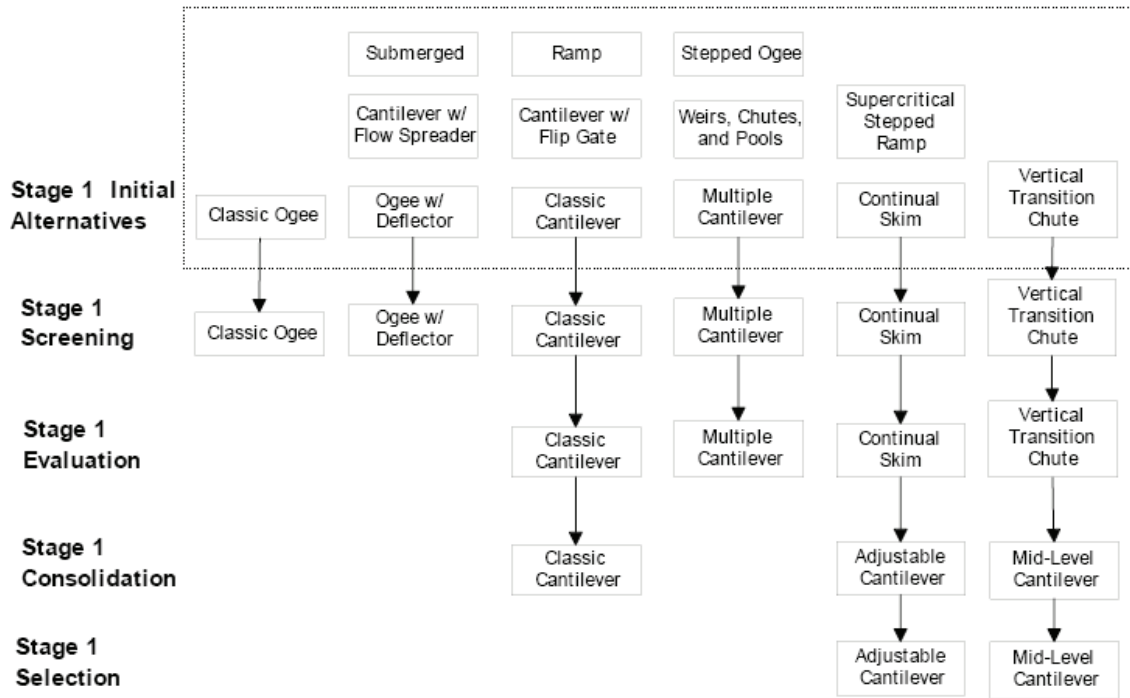 Submerged
Ramp
Stepped Ogee
Cantilever w/
Flow Spreader
Cantilever w/
Flip Gate
Weirs, Chutes,
and Pools
Supercritical
Stepped
Ramp
Stage 1 Initial
Alternatives
Classic Ogee
Ogee w/
Deflector
Classic
Cantilever
Multiple
Cantilever
Continual
Skim
Vertical
Transition
Chute
Stage 1
Screening
Classic Ogee
Ogee w/
Deflector
Classic
Cantilever
Multiple
Cantilever
Continual
Skim
Vertical
Transition
Chute
Stage 1
Evaluation
Classic
Cantilever
Multiple
Cantilever
Continual
Skim
Vertical
Transition
Chute
Stage 1
Consolidation
Classic
Cantilever
Adjustable
Cantilever
Mid-Level
Cantilever
Stage 1
Selection
Adjustable
Cantilever
Mid-Level
Cantilever